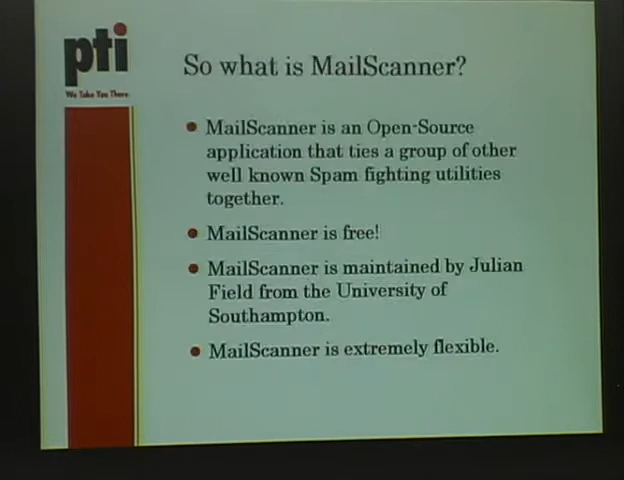 pti
We Take You There
So what is MailScanner?
MailScanner is an Open-Source
application that ties a group of other
well known Spam fighting utilities
together.
MailScanner is free!
MailScanner is maintained by Julian
Field from the University of
Southampton.
MailScanner is extremely flexible.